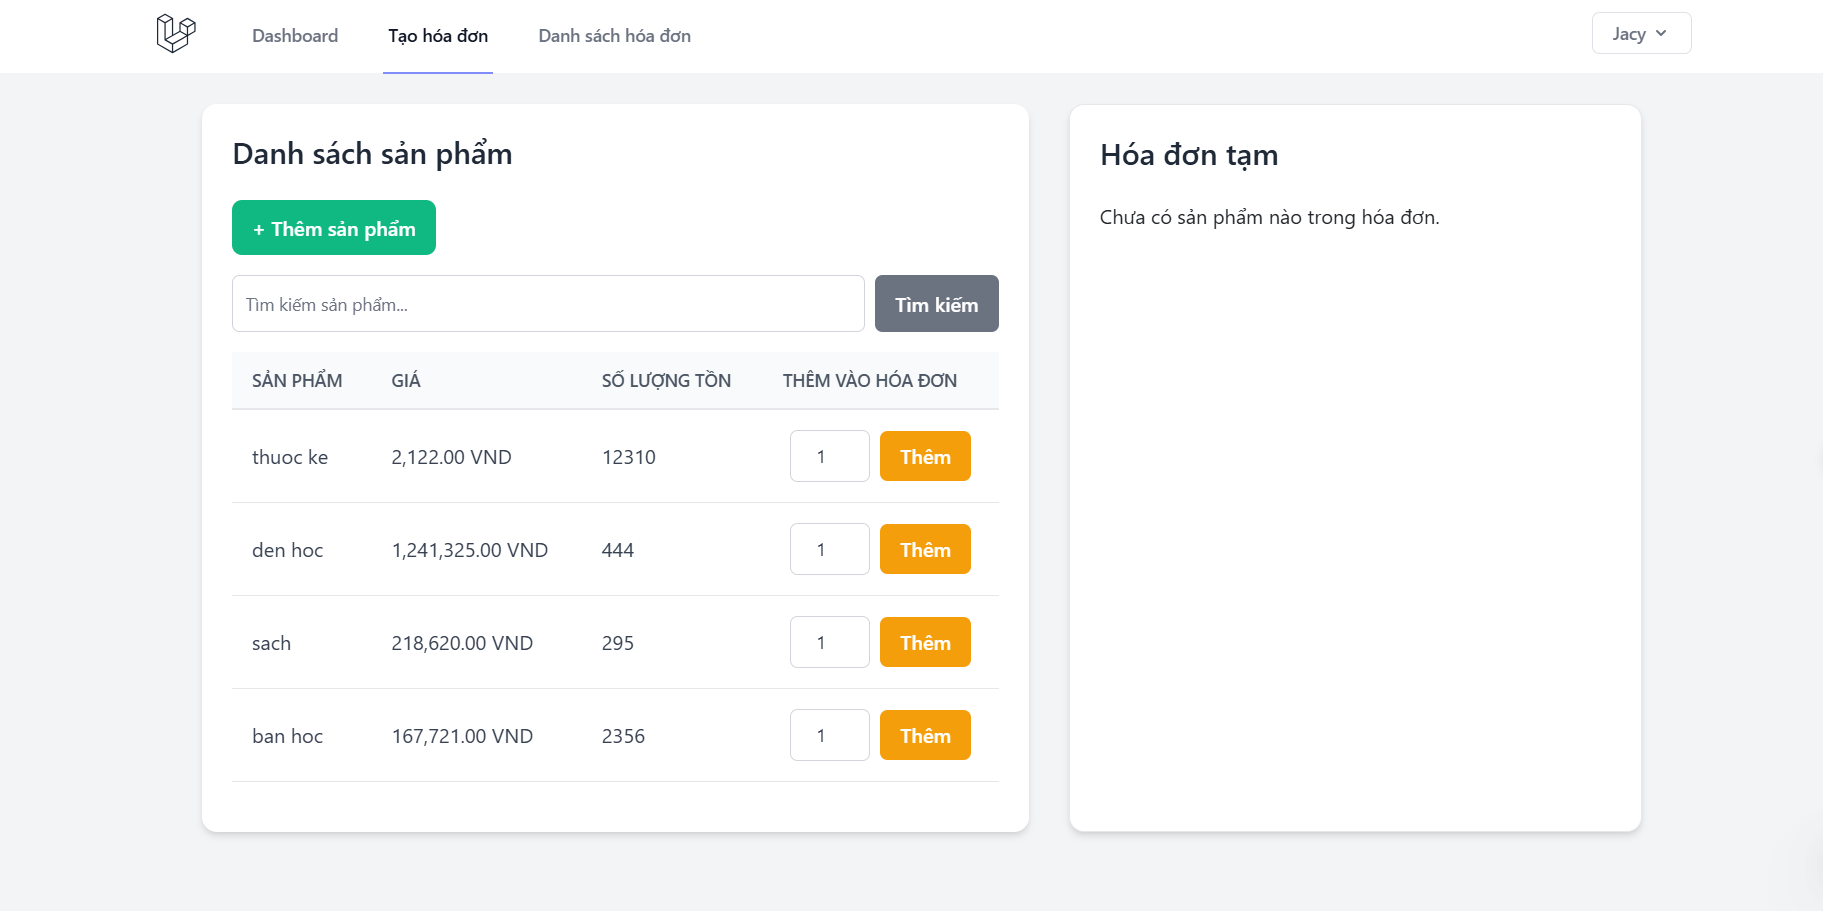 Dashboard Tạo hóa đơn Danh sách hóa đơn Jacy
Danh sách sản phẩm
+ Thêm sản phẩm
Tìm kiếm sản phẩm... Tìm kiếm
SẢN PHẨM GIÁ SỐ LƯỢNG TỒN THÊM VÀO HÓA ĐƠN
thuoc ke 2,122.00 VND 12310 1 Thêm
den hoc 1,241,325.00 VND 444 1 Thêm
sach 218,620.00 VND 295 1 Thêm
ban hoc 167,721.00 VND 2356 1 Thêm
Hóa đơn tạm
Chưa có sản phẩm nào trong hóa đơn.